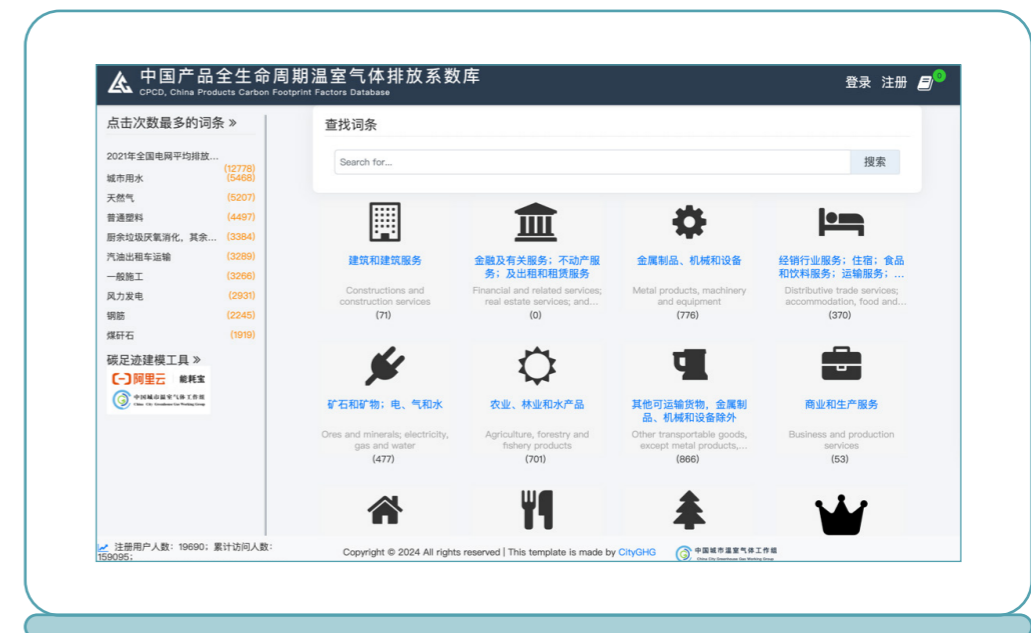 中国产品全生命周期温室气体排放系数库
CPCD, China Products Carbon Footprint Factors Database
登录 注册 0
点击次数最多的词条 »
2021年全国电网平均排放...
(12778)
城市用水 (5468)
天然气 (5207)
普通塑料 (4497)
厨余垃圾厌氧消化，其余... (3384)
汽油出租车运输 (3289)
一般施工 (3266)
风力发电 (2931)
钢筋 (2245)
煤矸石 (1919)
碳足迹建模工具 »
阿里云 能耗宝
中国城市温室气体工作组
China City Greenhouse Gas Working Group
查找词条
Search for...
搜索
建筑和建筑服务
Constructions and
construction services
(71)
金融及有关服务；不动产服
务；及出租和租赁服务
Financial and related services;
real estate services; and...
(0)
金属制品、机械和设备
Metal products, machinery
and equipment
(776)
经销行业服务；住宿；食品
和饮料服务；运输服务；...
Distributive trade services;
accommodation, food and...
(370)
矿石和矿物；电、气和水
Ores and minerals; electricity,
gas and water
(477)
农业、林业和水产品
Agriculture, forestry and
fishery products
(701)
其他可运输货物，金属制
品、机械和设备除外
Other transportable goods,
except metal products,...
(866)
商业和生产服务
Business and production
services
(53)
注册用户人数：19690；累计访问人数：
159095；
Copyright © 2024 All rights reserved | This template is made by CityGHG
中国城市温室气体工作组
China City Greenhouse Gas Working Group